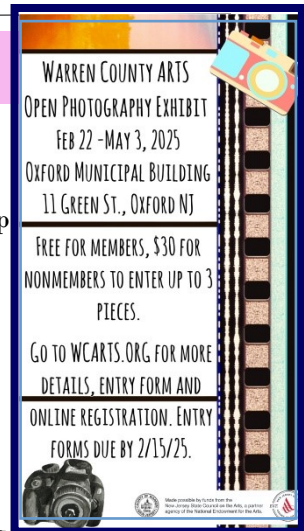 Warren County ARTS
Open Photography Exhibit
Feb 22 -May 3, 2025
Oxford Municipal Building
11 Green St., Oxford NJ
Free for members, $30 for
nonmembers to enter up to 3
pieces.
Go to WCARTS.ORG for more
details, entry form and
online registration. Entry
forms due by 2/15/25.
Made possible by funds from the
New Jersey State Council on the Arts, a partner
agency of the National Endowment for the Arts.
p